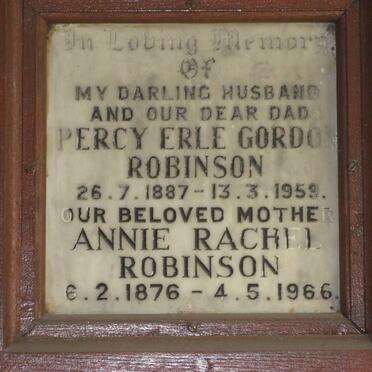 In Loving Memory
Of
MY DARLING HUSBAND
AND OUR DEAR DAD
PERCY ERLE GORDON
ROBINSON
26.7.1887-13.3.1959.
OUR BELOVED MOTHER
ANNIE RACHEL
ROBINSON
6.2.1876 - 4.5.1966.